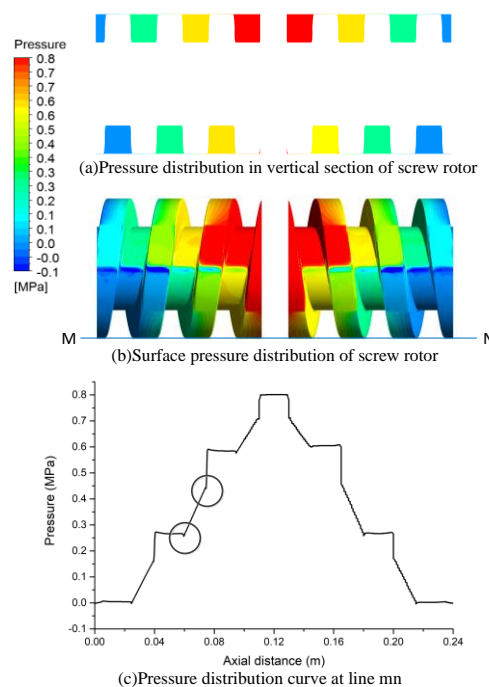 Pressure
0.8
0.7
0.6
0.6
0.5
0.4
0.3
0.3
0.2
0.1
0.0
-0.0
-0.1
[MPa]
(a)Pressure distribution in vertical section of screw rotor
M
N
(b)Surface pressure distribution of screw rotor
0.8
0.7
0.6
0.5
0.4
0.3
0.2
0.1
0.0
-0.1
Pressure (MPa)
0.00 0.04 0.08 0.12 0.16 0.20 0.24
Axial distance (m)
(c)Pressure distribution curve at line mn